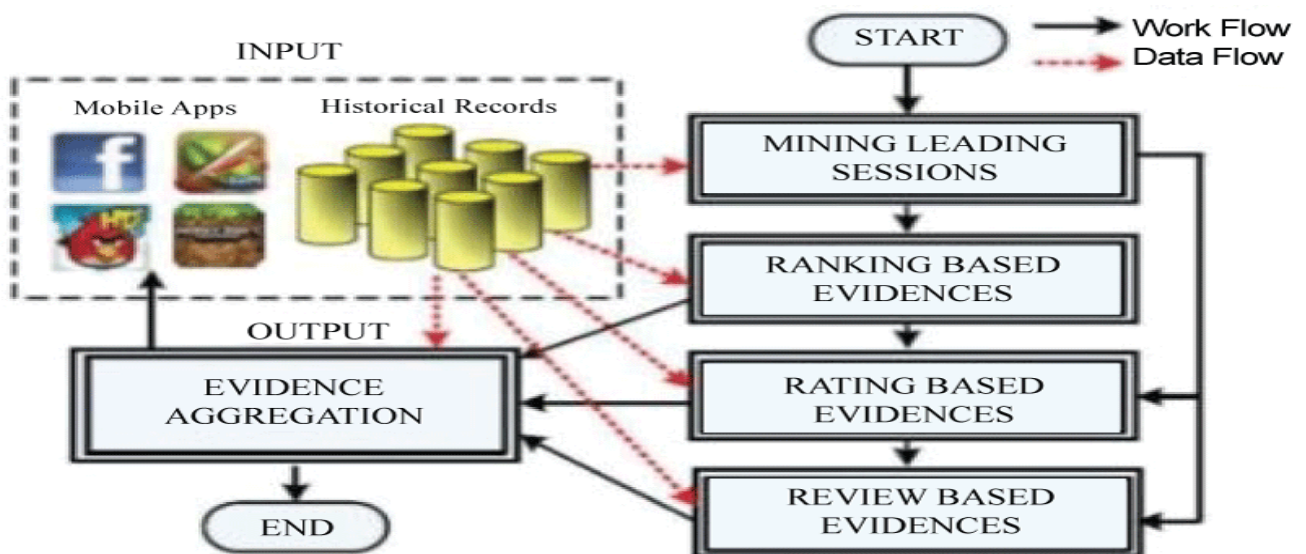 START
Work Flow
Data Flow
INPUT
Mobile Apps
Historical Records
f
HD
MINING LEADING
SESSIONS
RANKING BASED
EVIDENCES
OUTPUT
EVIDENCE
AGGREGATION
RATING BASED
EVIDENCES
REVIEW BASED
EVIDENCES
END